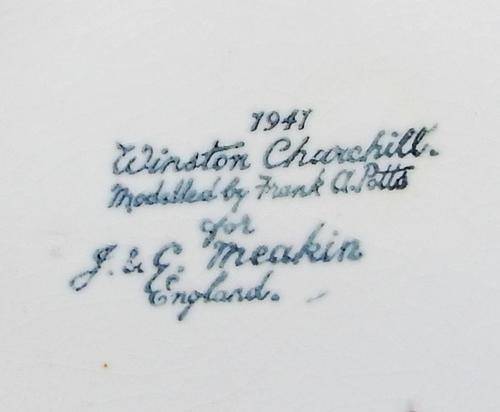 1941
Winston Churchill.
Modelled by Frank A. Potts
for
J. & G. Meakin
England.